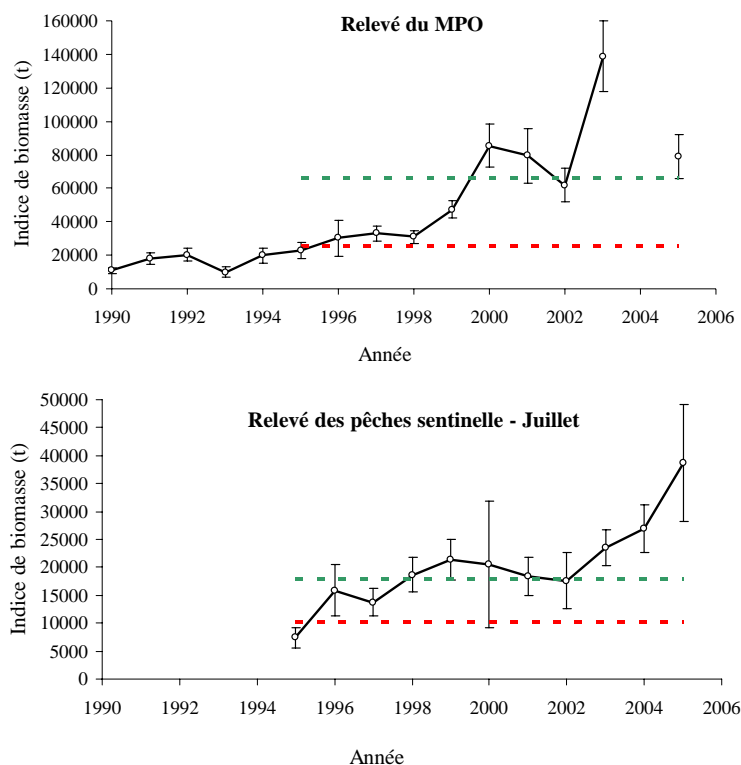 Relevé du MPO
Indice de biomasse (t)
160000
140000
120000
100000
80000
60000
40000
20000
0
1990 1992 1994 1996 1998 2000 2002 2004 2006
Année
Relevé des pêches sentinelle - Juillet
Indice de biomasse (t)
50000
45000
40000
35000
30000
25000
20000
15000
10000
5000
0
1990 1992 1994 1996 1998 2000 2002 2004 2006
Année